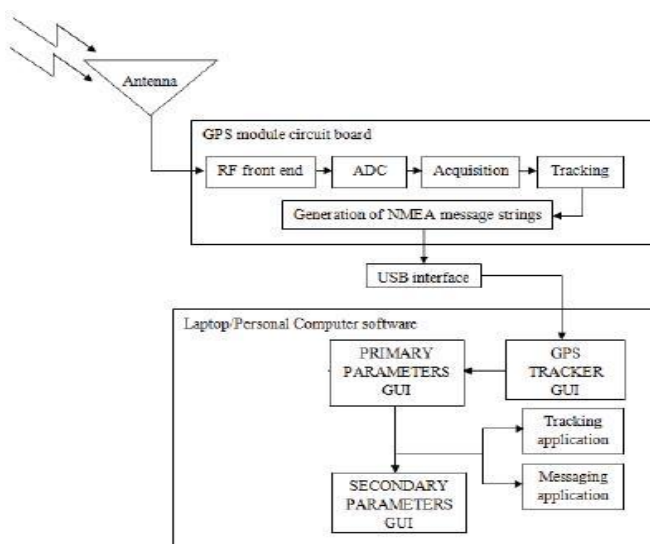 Antenna
GPS module circuit board
RF front end
ADC
Acquisition
Tracking
Generation of NMEA message strings
USB interface
Laptop/Personal Computer software
PRIMARY
PARAMETERS
GUI
GPS
TRACKER
GUI
Tracking
application
Messaging
application
SECONDARY
PARAMETERS
GUI